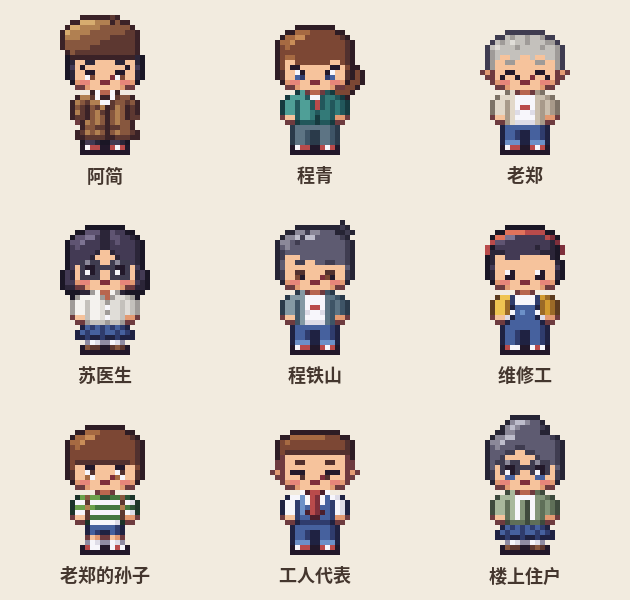 阿简
程青
老郑
苏医生
程铁山
维修工
老郑的孙子
工人代表
楼上住户